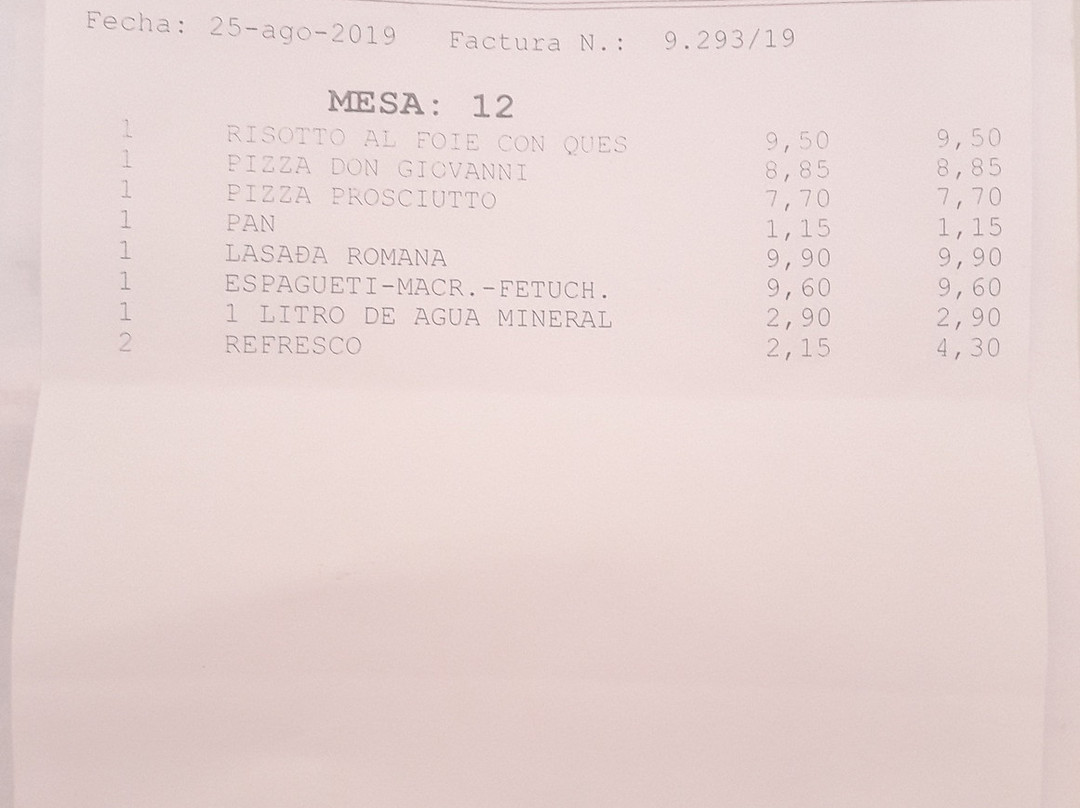 Fecha: 25-ago-2019 Factura N.: 9.293/19
MESA: 12
1 RISOTTO AL FOIE CON QUES 9,50 9,50
1 PIZZA DON GIOVANNI 8,85 8,85
1 PIZZA PROSCIUTTO 7,70 7,70
1 PAN 1,15 1,15
1 LASAÐA ROMANA 9,90 9,90
1 ESPAGUETI-MACR.-FETUCH. 9,60 9,60
1 1 LITRO DE AGUA MINERAL 2,90 2,90
2 REFRESCO 2,15 4,30